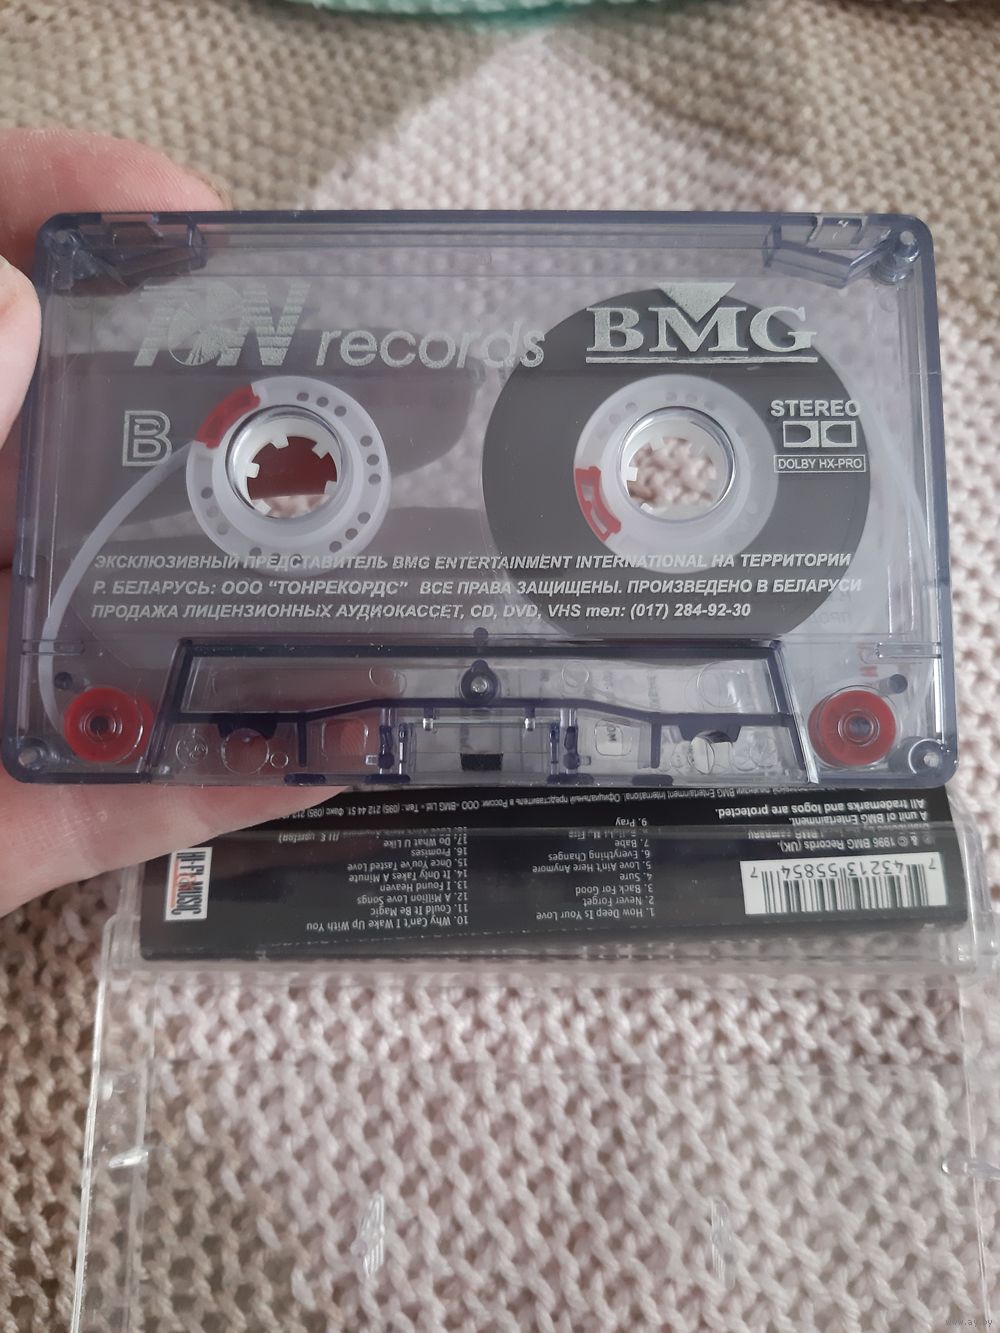 TON records
BMG
B
STEREO
DOLBY HX-PRO
ЭКСКЛЮЗИВНЫЙ ПРЕДСТАВИТЕЛЬ BMG ENTERTAINMENT INTERNATIONAL НА ТЕРРИТОРИИ
Р. БЕЛАРУСЬ: ООО "ТОНРЕКОРДС" ВСЕ ПРАВА ЗАЩИЩЕНЫ. ПРОИЗВЕДЕНО В БЕЛАРУСИ
ПРОДАЖА ЛИЦЕНЗИОННЫХ АУДИОКАССЕТ, CD, DVD, VHS тел: (017) 284-92-30
7 43213 55854
1. How Deep Is Your Love
2. Never Forget
3. Back For Good
4. Sure
5. Love Ain't Here Anymore
6. Everything Changes
7. Babe
9. Pray
10. Why Can't I Wake Up With You
11. Could It Be Magic
12. A Million Love Songs
13. I Found Heaven
14. It Only Takes A Minute
15. Once You've Tasted Love
16. Promises
17. Do What U Like
HI-FI & MUSIC
℗ & © 1996 BMG Records (UK)
A unit of BMG Entertainment.
All trademarks and logos are protected.
www.ay.by